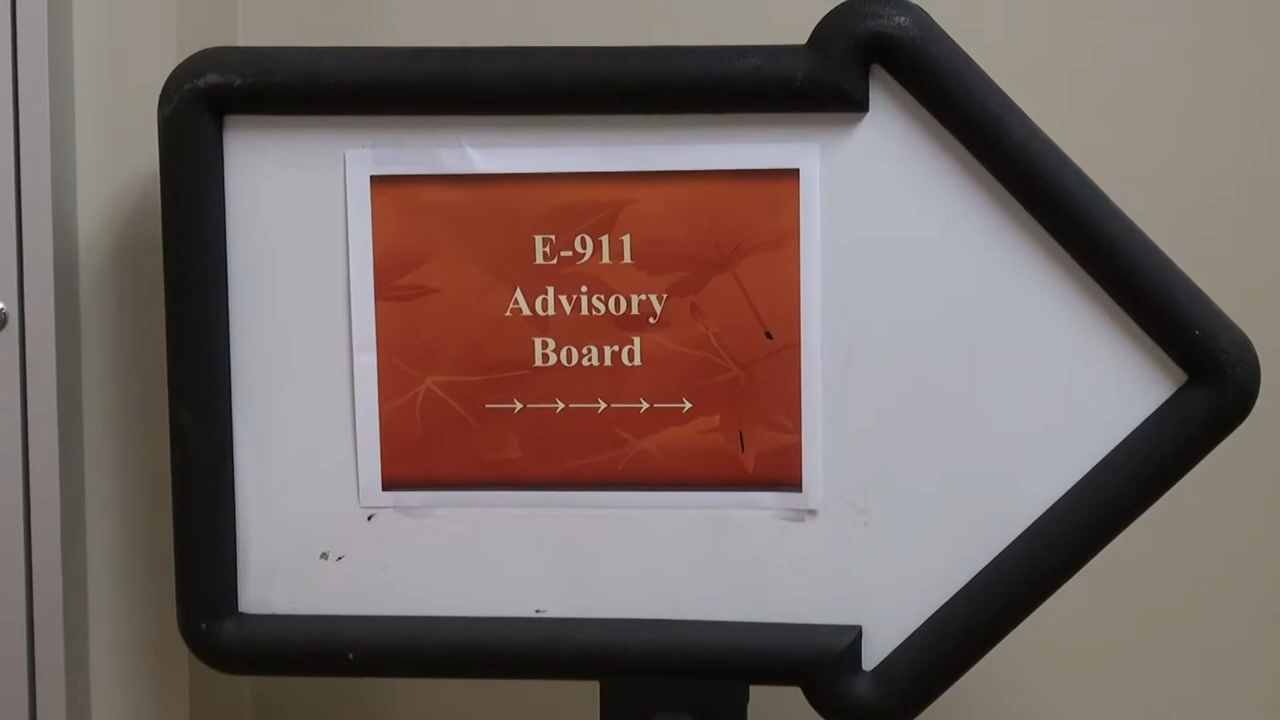 E-911
Advisory
Board
→→→→→